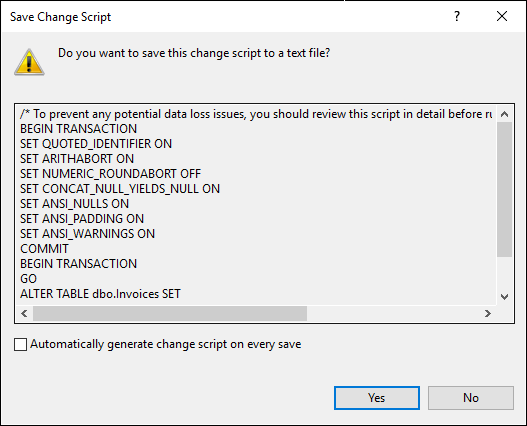 Save Change Script
Do you want to save this change script to a text file?
/* To prevent any potential data loss issues, you should review this script in detail before ru
BEGIN TRANSACTION
SET QUOTED_IDENTIFIER ON
SET ARITHABORT ON
SET NUMERIC_ROUNDABORT OFF
SET CONCAT_NULL_YIELDS_NULL ON
SET ANSI_NULLS ON
SET ANSI_PADDING ON
SET ANSI_WARNINGS ON
COMMIT
BEGIN TRANSACTION
GO
ALTER TABLE dbo.Invoices SET
Automatically generate change script on every save
Yes No